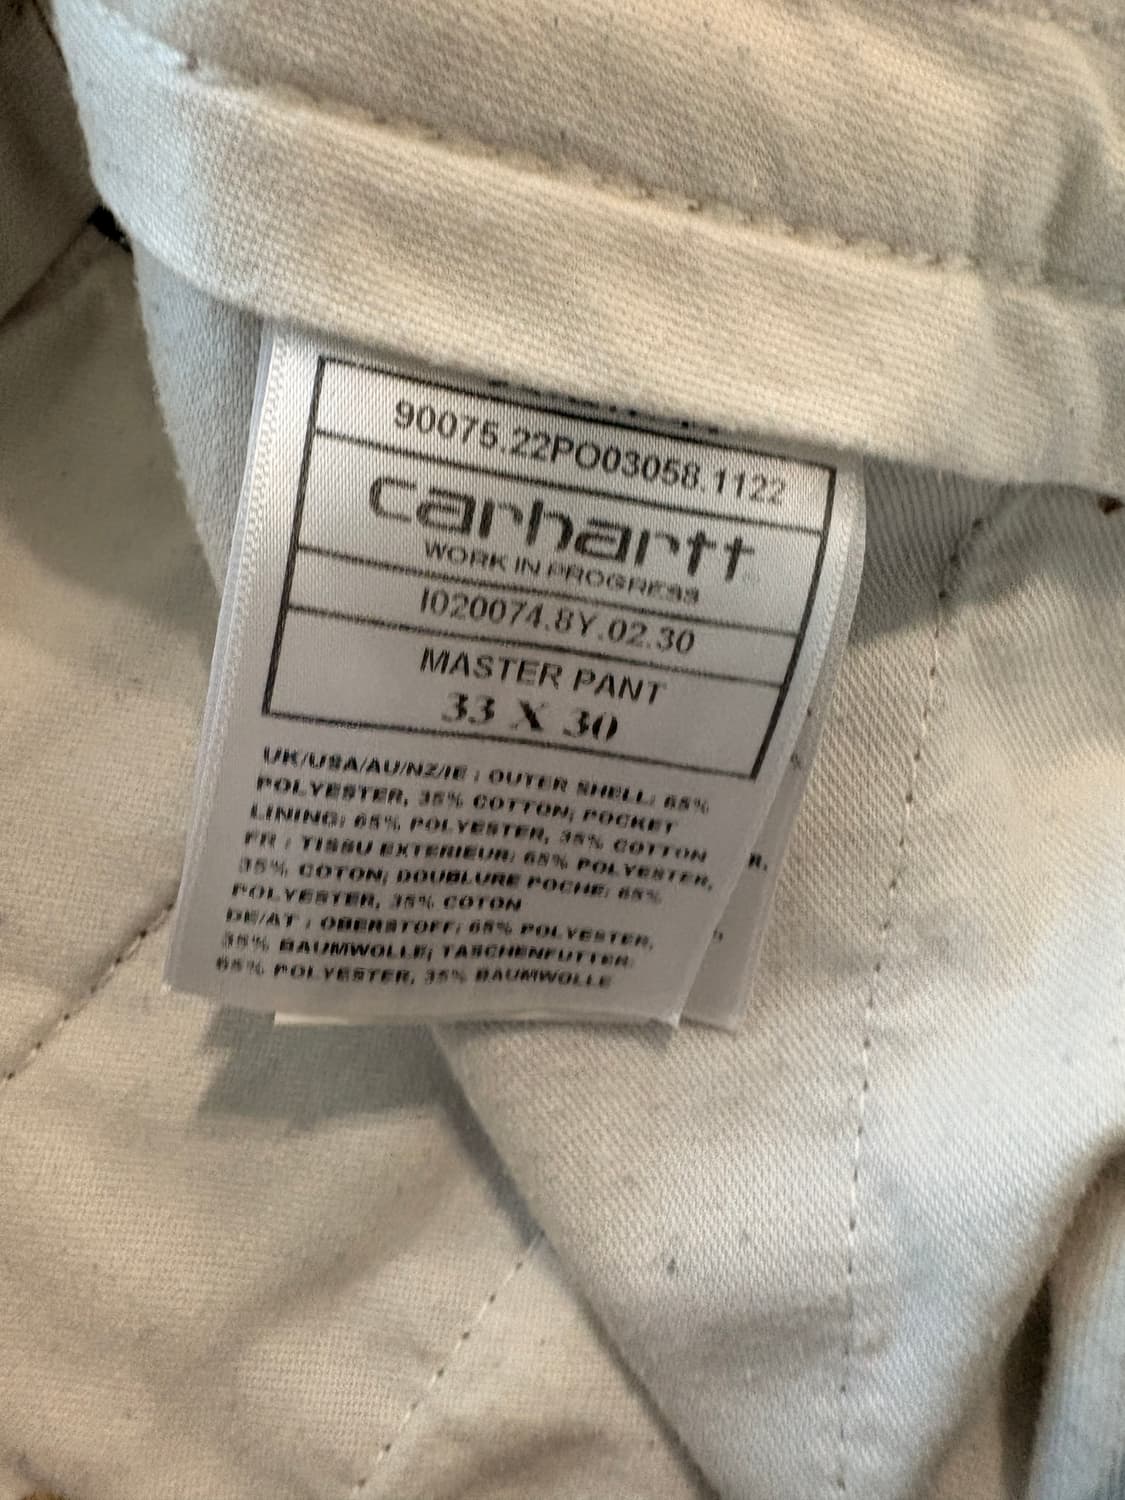 90075.22PO03058.1122
carhartt
WORK IN PROGRESS
I020074.8Y.02.30
MASTER PANT
33 X 30
UK/USA/AU/NZ/IE : OUTER SHELL: 65%
POLYESTER, 35% COTTON; POCKET
LINING: 65% POLYESTER, 35% COTTON
FR : TISSU EXTERIEUR: 65% POLYESTER,
35% COTON; DOUBLURE POCHE: 65%
POLYESTER, 35% COTON
DE/AT : OBERSTOFF: 65% POLYESTER,
35% BAUMWOLLE; TASCHENFUTTER:
65% POLYESTER, 35% BAUMWOLLE